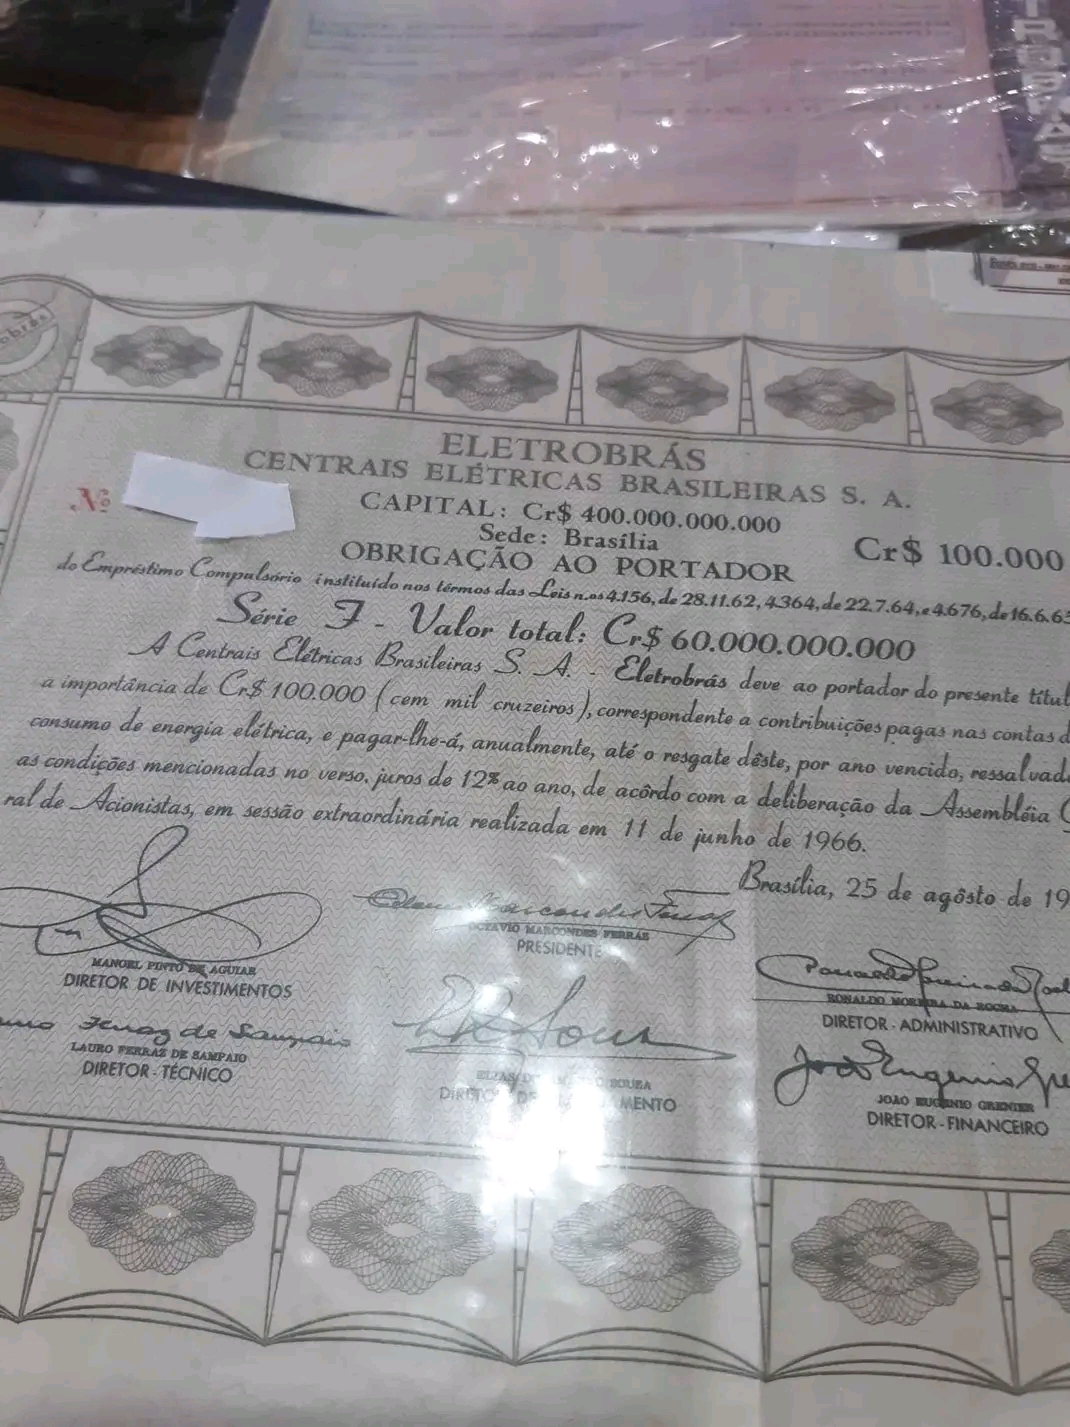 ELETROBRÁS
CENTRAIS ELÉTRICAS BRASILEIRAS S. A.
Nº
CAPITAL: Cr$ 400.000.000.000
Sede: Brasília
Cr$ 100.000
OBRIGAÇÃO AO PORTADOR
do Empréstimo Compulsório instituído nos têrmos das Leis n.os 4.156, de 28.11.62, 4.364, de 22.7.64, e 4.676, de 16.6.65
Série F - Valor total: Cr$ 60.000.000.000
A Centrais Elétricas Brasileiras S. A. - Eletrobrás deve ao portador do presente títul
a importância de Cr$ 100.000 (cem mil cruzeiros), correspondente a contribuições pagas nas contas d
consumo de energia elétrica, e pagar-lhe-á, anualmente, até o resgate dêste, por ano vencido, ressalvad
as condições mencionadas no verso, juros de 12% ao ano, de acôrdo com a deliberação da Assembléia G
ral de Acionistas, em sessão extraordinária realizada em 11 de junho de 1966.
Brasília, 25 de agôsto de 19
OCTAVIO MARCONDES FERRAZ
PRESIDENTE
MANOEL PINTO DE AGUIAR
DIRETOR DE INVESTIMENTOS
RONALDO MOREIRA DA ROCHA
DIRETOR - ADMINISTRATIVO
LAURO FERRAZ DE SAMPAIO
DIRETOR - TÉCNICO
ELIAS DO SOUZA
DIRETOR DE MENTO
JOÃO EUGENIO GRENIER
DIRETOR - FINANCEIRO